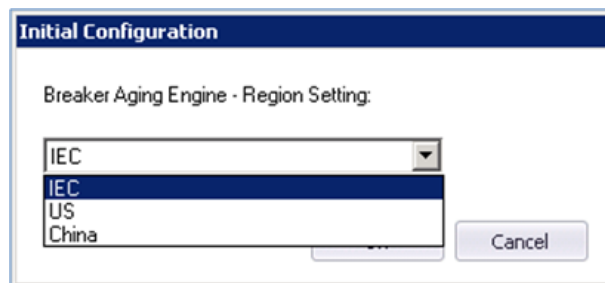 Initial Configuration
Breaker Aging Engine - Region Setting:
IEC
IEC
US
China
Cancel